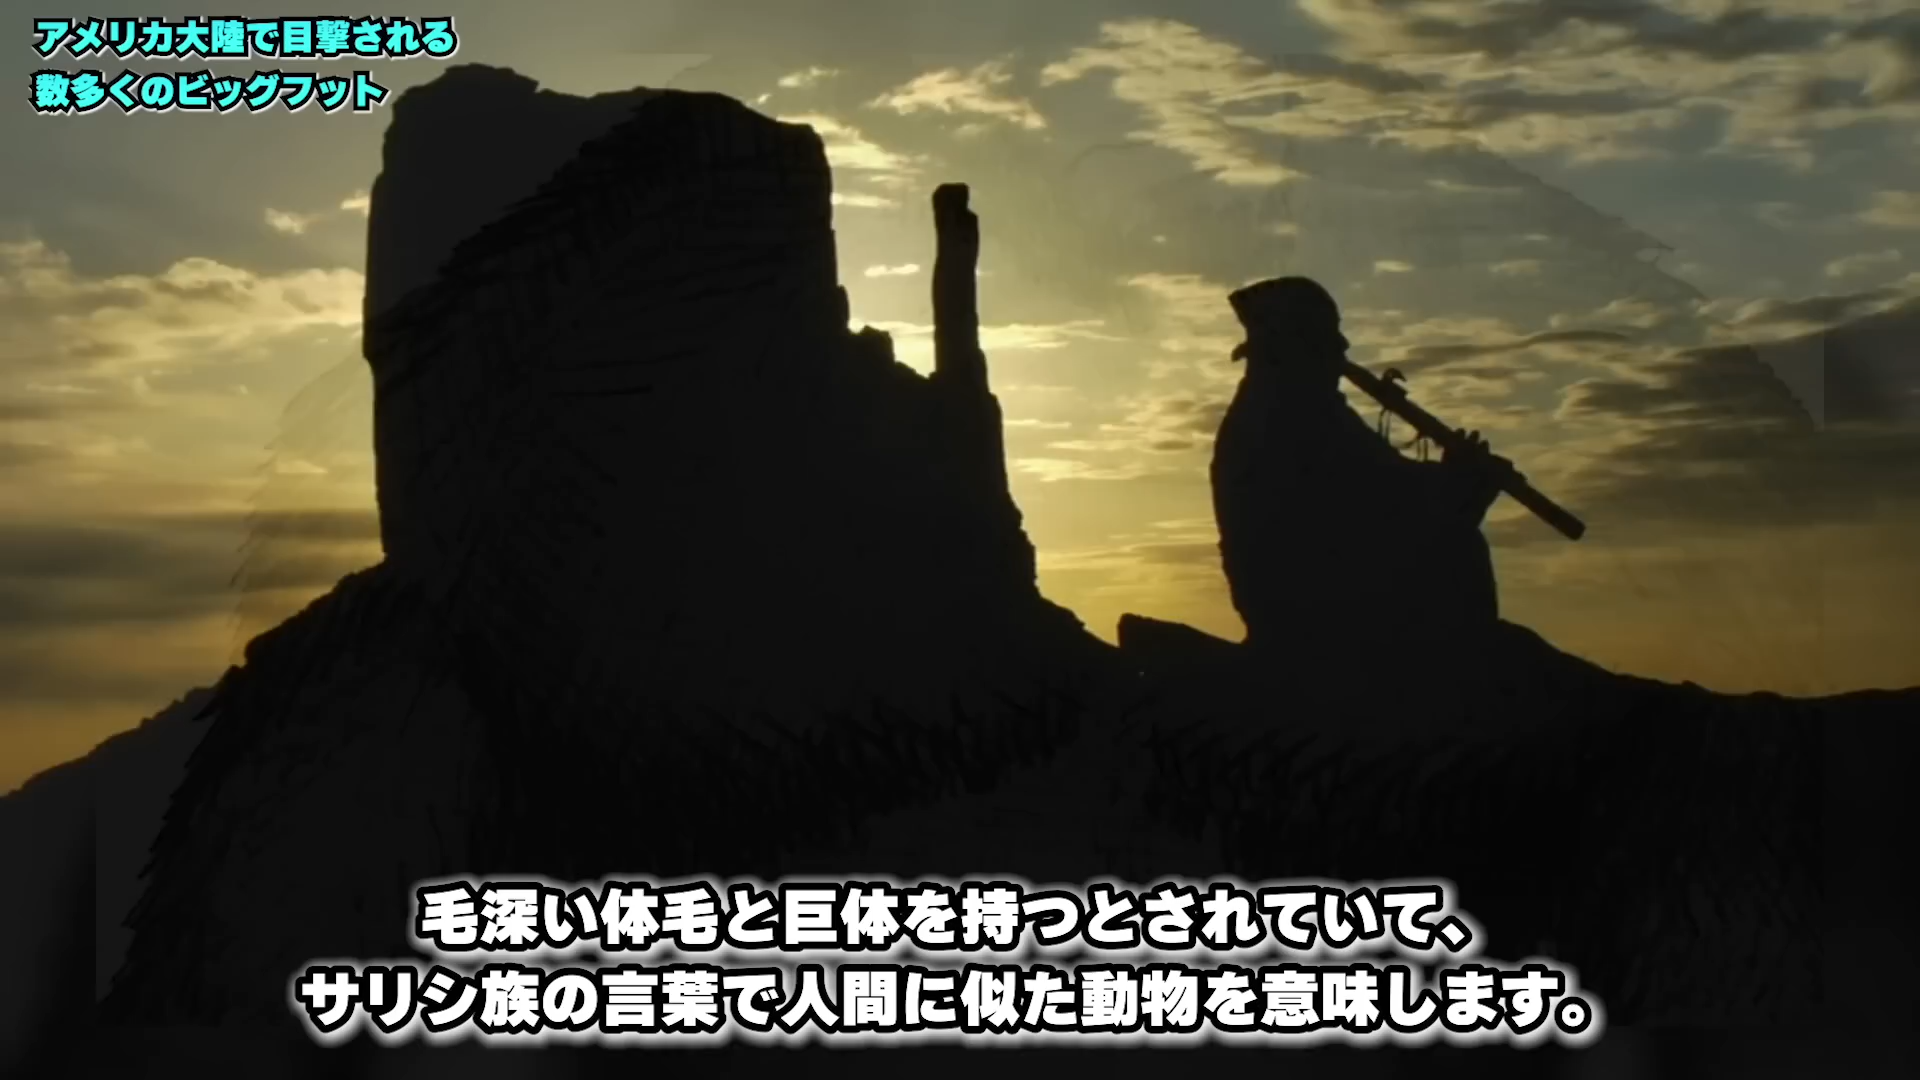 アメリカ大陸で目撃される
数多くのビッグフット
毛深い体毛と巨体を持つとされていて、
サリシ族の言葉で人間に似た動物を意味します。